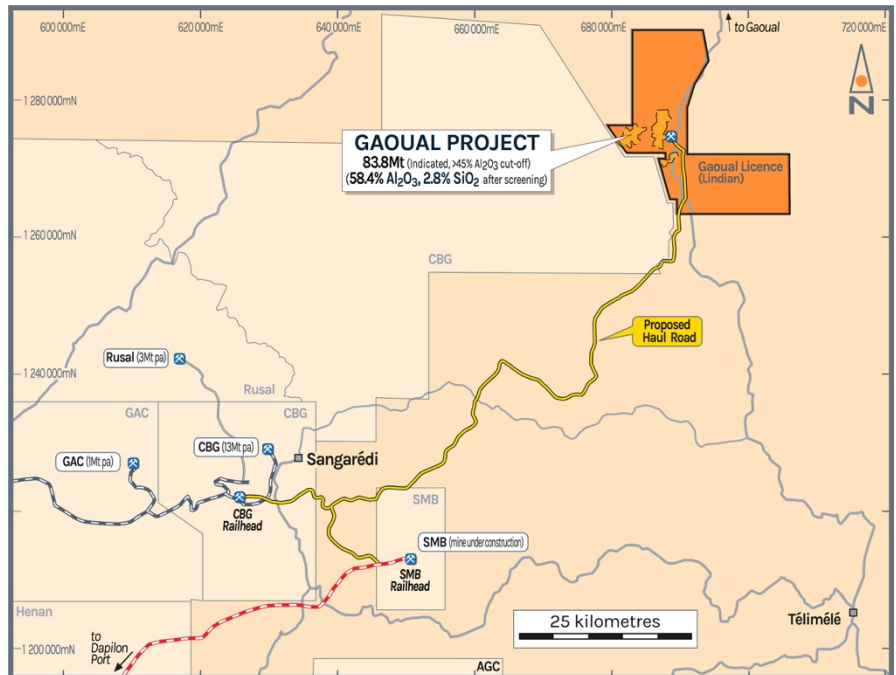 600 000mE
620 000mE
640 000mE
660 000mE
680 000mE
to Gaoual
720 000mE
1 280 000mN
N
GAOUAL PROJECT
83.8Mt (Indicated, >45% Al₂O₃ cut-off)
(58.4% Al₂O₃, 2.8% SiO₂ after screening)
Gaoual Licence
(Lindian)
1 260 000mN
CBG
Proposed
Haul Road
Rusal (3Mt pa)
1 240 000mN
Rusal
GAC
CBG
CBG (13Mt pa)
GAC (1Mt pa)
Sangarédi
CBG
Railhead
SMB
SMB (mine under construction)
SMB
Railhead
Henan
25 kilometres
Télimélé
to
Dapilon
Port
1 200 000mN
AGC